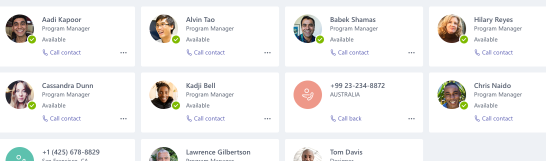 Aadi Kapoor
Program Manager
Available
Call contact
Alvin Tao
Program Manager
Available
Call contact
Babek Shamas
Program Manager
Available
Call contact
Hilary Reyes
Program Manager
Available
Call contact
Cassandra Dunn
Program Manager
Available
Call contact
Kadji Bell
Program Manager
Available
Call contact
+99 23-234-8872
AUSTRALIA
Call back
Chris Naido
Program Manager
Available
Call contact
+1 (425) 678-8829
San Francisco, CA
Lawrence Gilbertson
Program Manager
Tom Davis
Designer